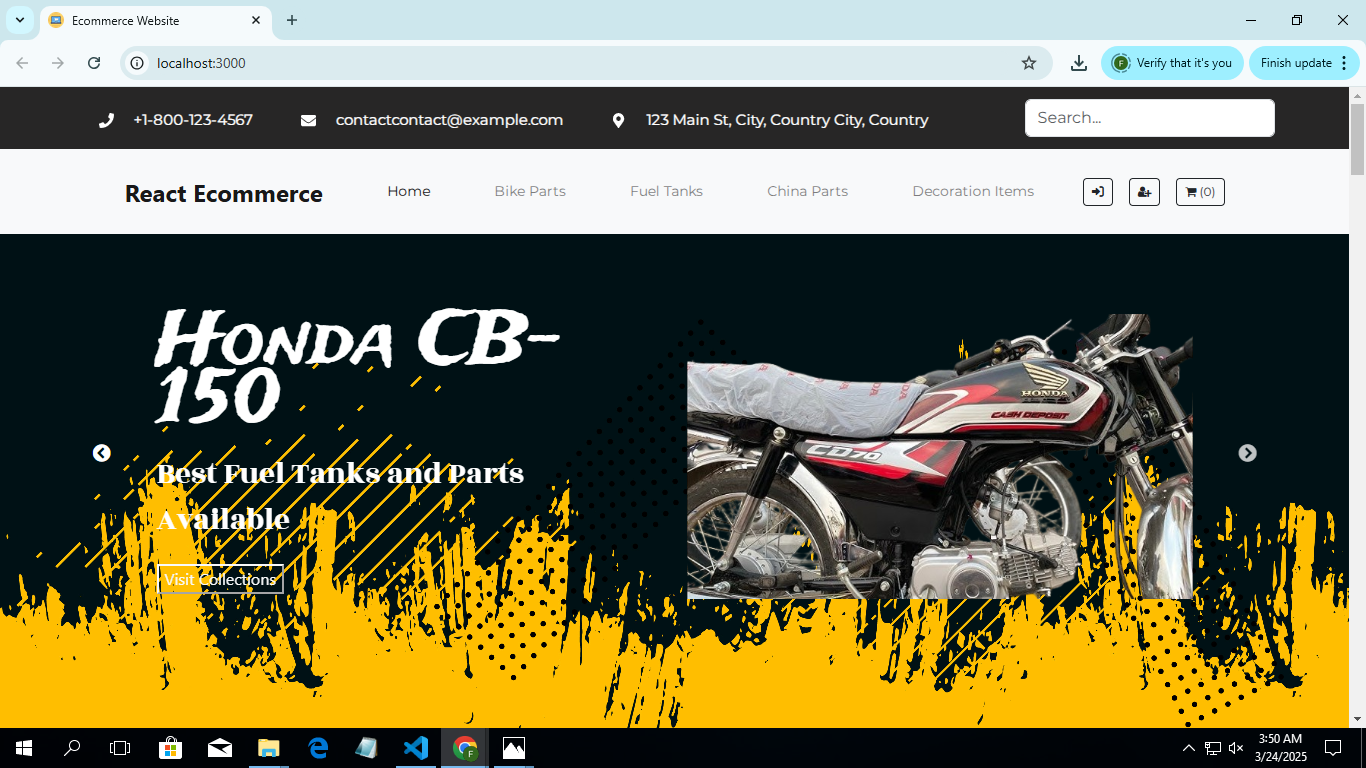 Ecommerce Website
localhost:3000
Verify that it's you
Finish update
+1-800-123-4567
contactcontact@example.com
123 Main St, City, Country City, Country
Search...
React Ecommerce
Home
Bike Parts
Fuel Tanks
China Parts
Decoration Items
(0)
Honda CB-
150
Best Fuel Tanks and Parts
Available
Visit Collections
HONDA
CASH DEPOSIT
CD70
F
F
3:50 AM
3/24/2025